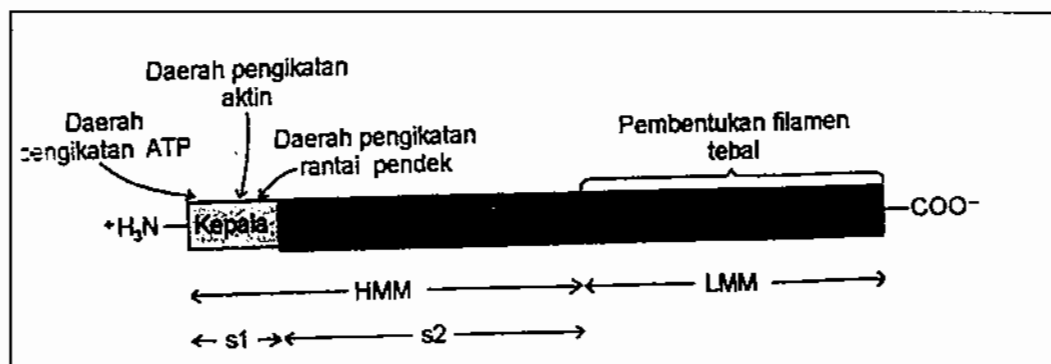 Daerah pengikatan
aktin
Daerah
pengikatan ATP
Daerah pengikatan
rantai pendek
Pembentukan filamen
tebal
+H₃N
Kepala
COO⁻
HMM
LMM
s1
s2